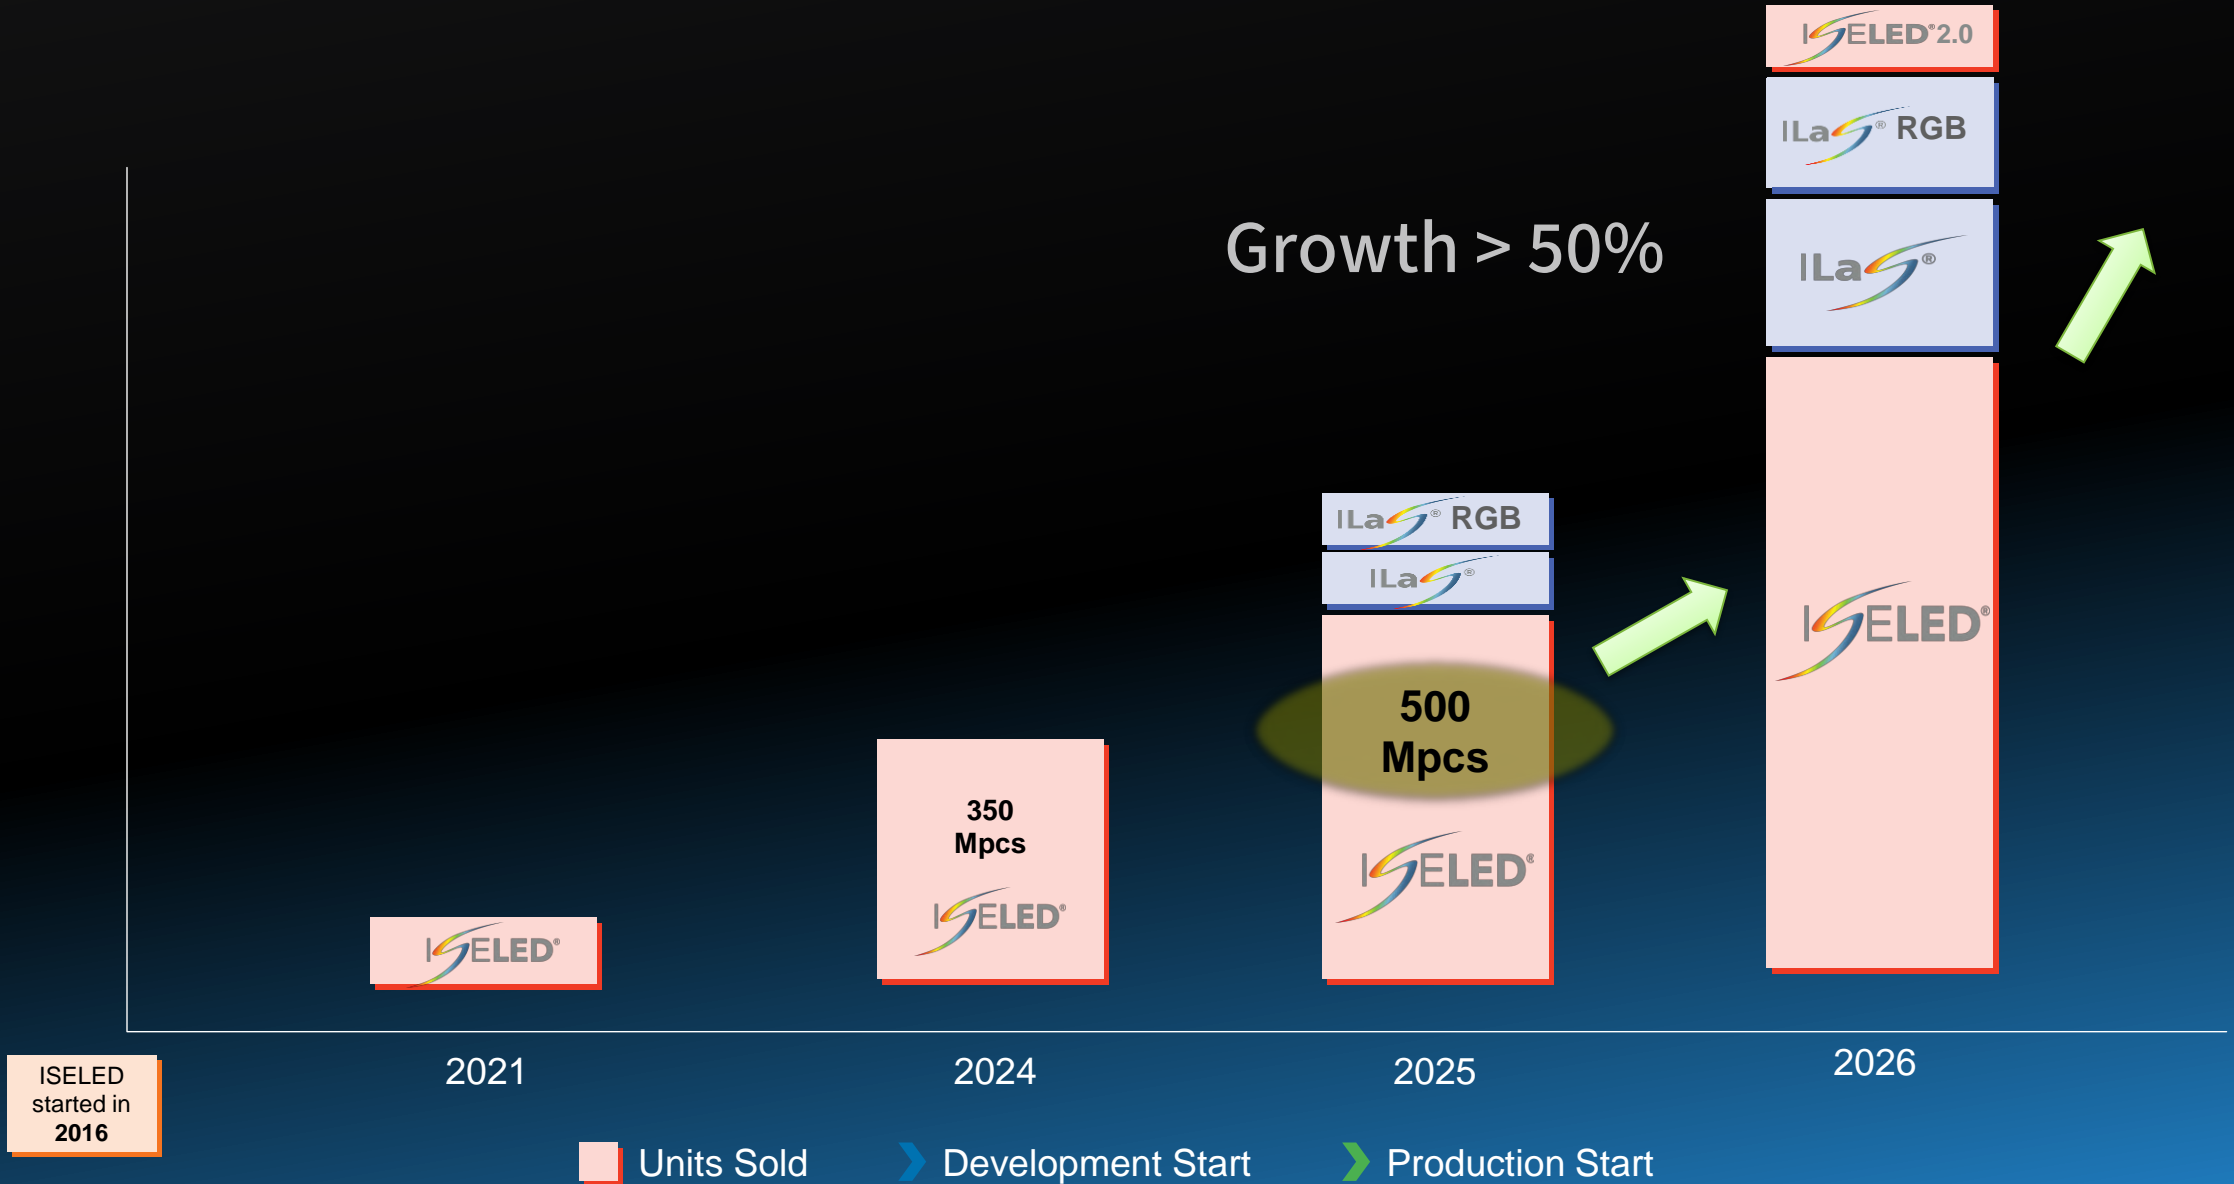 ISELED® 2.0
ILaS® RGB
ILaS®
ISELED®
Growth > 50%
ILaS® RGB
ILaS®
500
Mpcs
ISELED®
350
Mpcs
ISELED®
ISELED®
2021
2024
2025
2026
ISELED
started in
2016
Units Sold
Development Start
Production Start